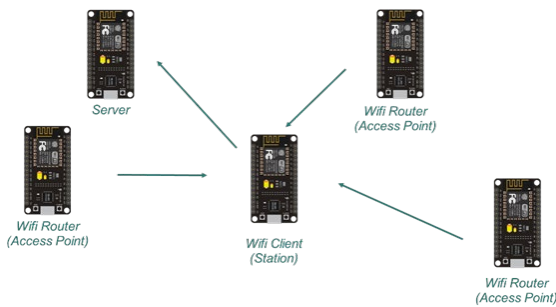 Server
Wifi Router
(Access Point)
Wifi Router
(Access Point)
Wifi Client
(Station)
Wifi Router
(Access Point)